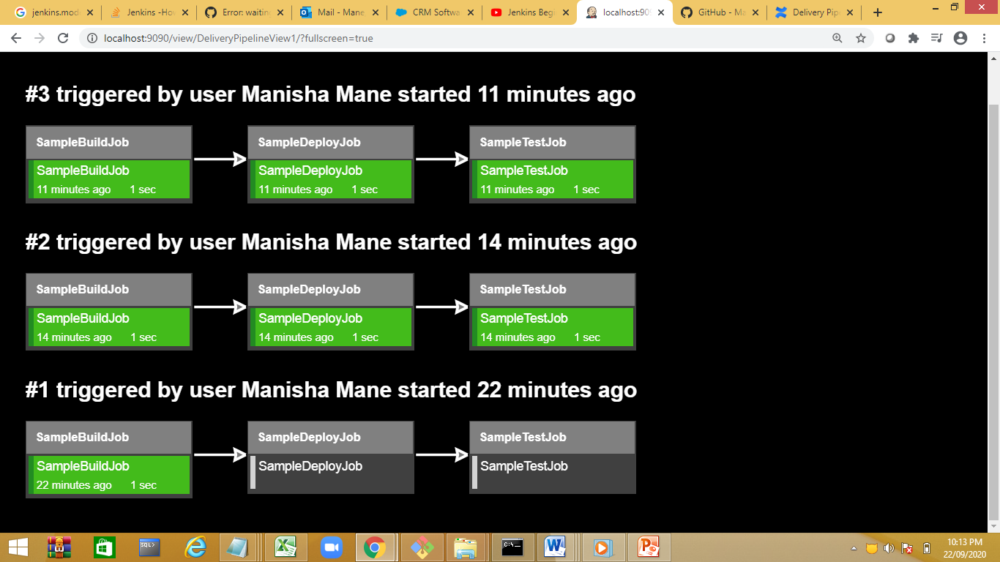 jenkins.mod
Jenkins -Ho
Error: waitin
Mail - Mane
CRM Softwa
Jenkins Begi
localhost:909
GitHub - Ma
Delivery Pip
localhost:9090/view/DeliveryPipelineView1/?fullscreen=true
#3 triggered by user Manisha Mane started 11 minutes ago
SampleBuildJob
SampleDeployJob
SampleTestJob
SampleBuildJob
SampleDeployJob
SampleTestJob
11 minutes ago 1 sec
11 minutes ago 1 sec
11 minutes ago 1 sec
#2 triggered by user Manisha Mane started 14 minutes ago
SampleBuildJob
SampleDeployJob
SampleTestJob
SampleBuildJob
SampleDeployJob
SampleTestJob
14 minutes ago 1 sec
14 minutes ago 1 sec
14 minutes ago 1 sec
#1 triggered by user Manisha Mane started 22 minutes ago
SampleBuildJob
SampleDeployJob
SampleTestJob
SampleBuildJob
SampleDeployJob
SampleTestJob
22 minutes ago 1 sec
SQL>
C:\_
10:13 PM
22/09/2020